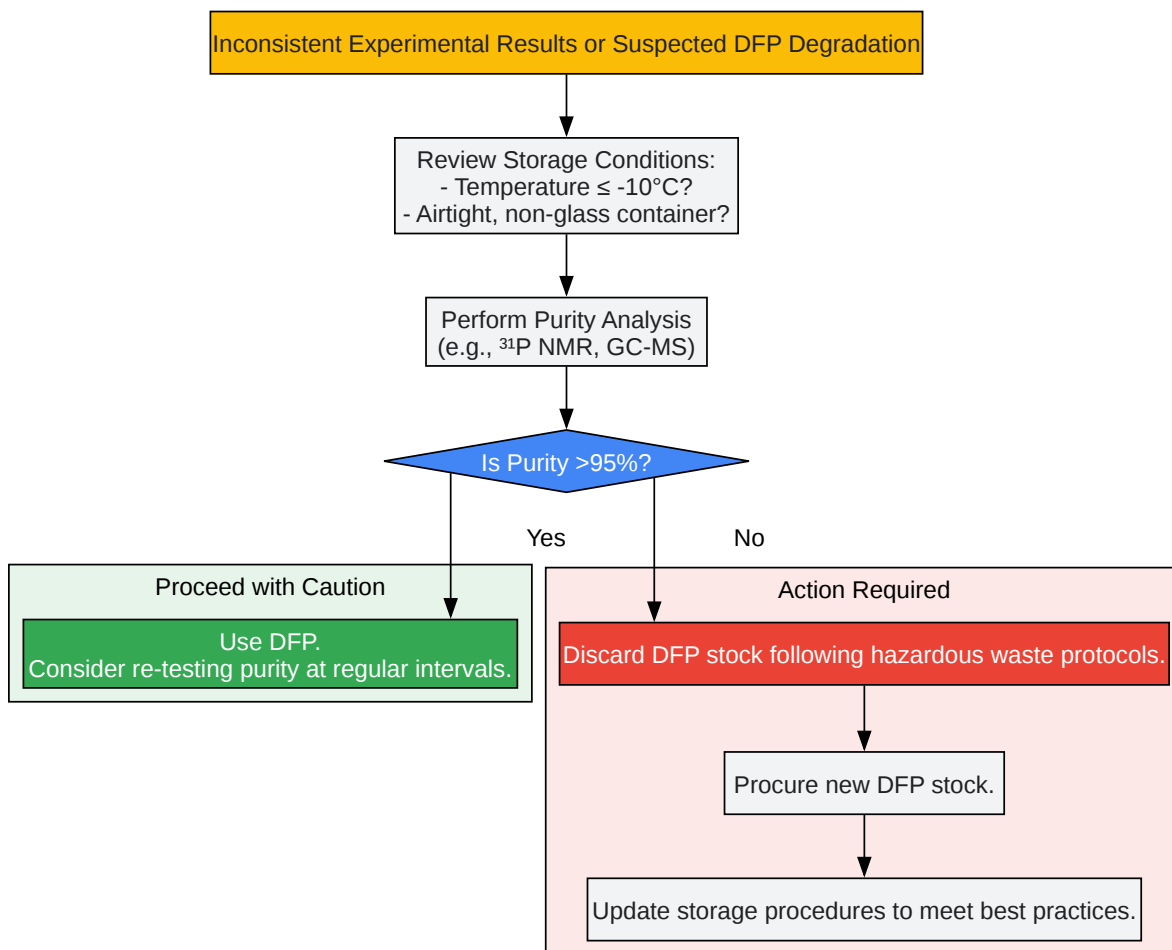 Inconsistent Experimental Results or Suspected DFP Degradation
Review Storage Conditions:
- Temperature ≤ -10°C?
- Airtight, non-glass container?
Perform Purity Analysis
(e.g., ³¹P NMR, GC-MS)
Is Purity >95%?
Yes
No
Proceed with Caution
Use DFP.
Consider re-testing purity at regular intervals.
Action Required
Discard DFP stock following hazardous waste protocols.
Procure new DFP stock.
Update storage procedures to meet best practices.